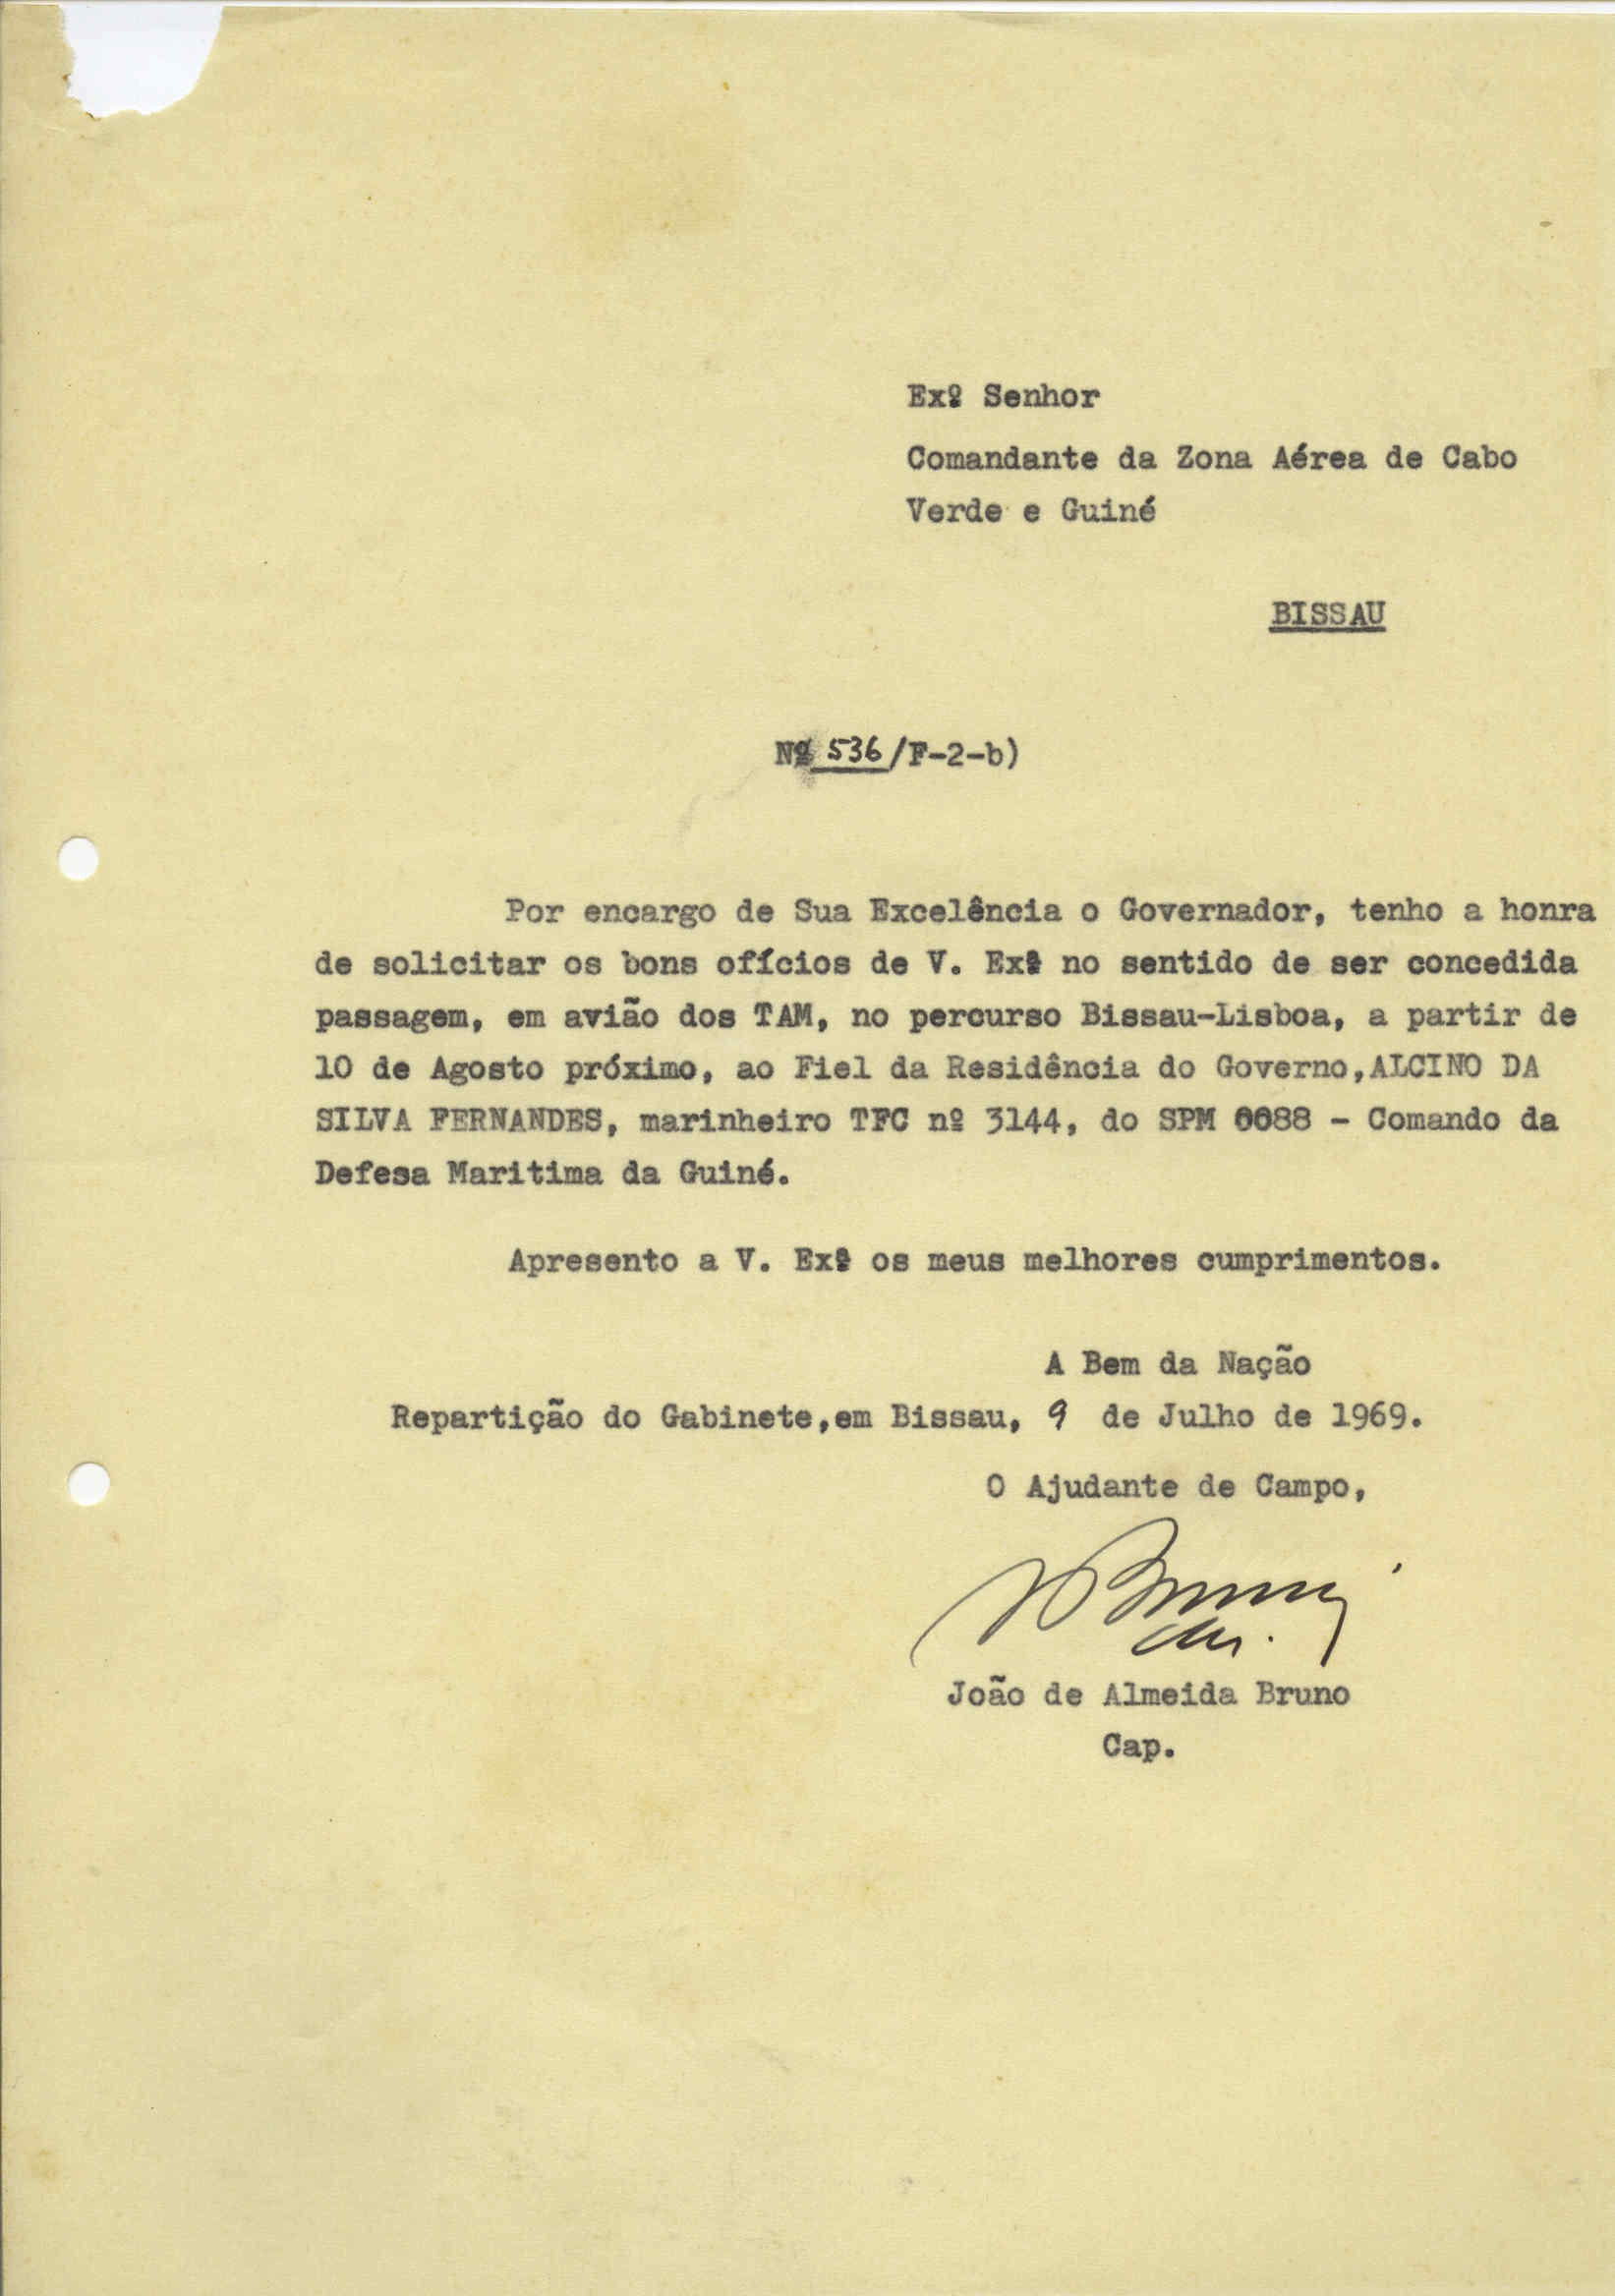 Exº Senhor
Comandante da Zona Aérea de Cabo
Verde e Guiné
BISSAU
Nº 536/F-2-b)
Por encargo de Sua Excelência o Governador, tenho a honra
de solicitar os bons ofícios de V. Exª no sentido de ser concedida
passagem, em avião dos TAM, no percurso Bissau-Lisboa, a partir de
10 de Agosto próximo, ao Fiel da Residência do Governo,ALCINO DA
SILVA FERNANDES, marinheiro TFC nº 3144, do SPM 0088 - Comando da
Defesa Maritima da Guiné.
Apresento a V. Exª os meus melhores cumprimentos.
A Bem da Nação
Repartição do Gabinete,em Bissau, 9 de Julho de 1969.
O Ajudante de Campo,
João de Almeida Bruno
Cap.